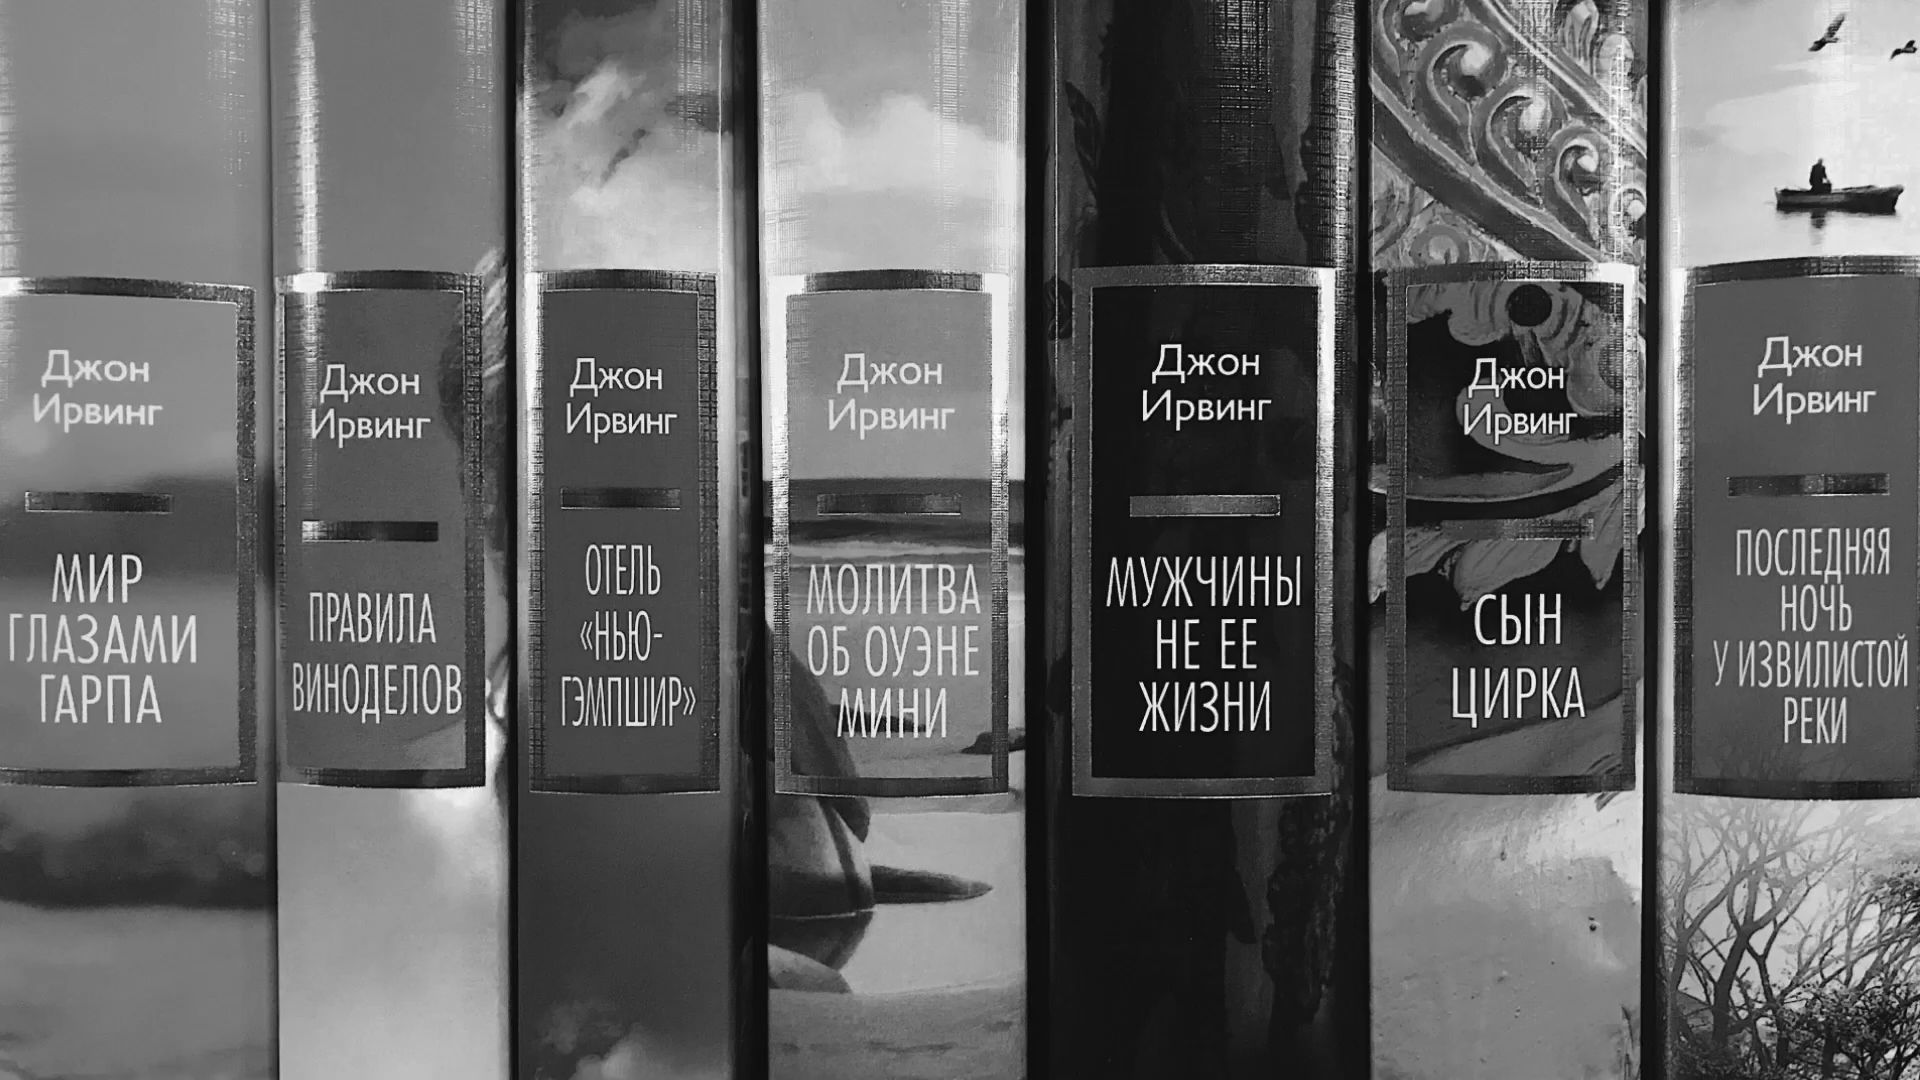 Джон
Ирвинг
МИР
ГЛАЗАМИ
ГАРПА
Джон
Ирвинг
ПРАВИЛА
ВИНОДЕЛОВ
Джон
Ирвинг
ОТЕЛЬ
«НЬЮ-
ГЭМПШИР»
Джон
Ирвинг
МОЛИТВА
ОБ ОУЭНЕ
МИНИ
Джон
Ирвинг
МУЖЧИНЫ
НЕ ЕЕ
ЖИЗНИ
Джон
Ирвинг
СЫН
ЦИРКА
Джон
Ирвинг
ПОСЛЕДНЯЯ
НОЧЬ
У ИЗВИЛИСТОЙ
РЕКИ